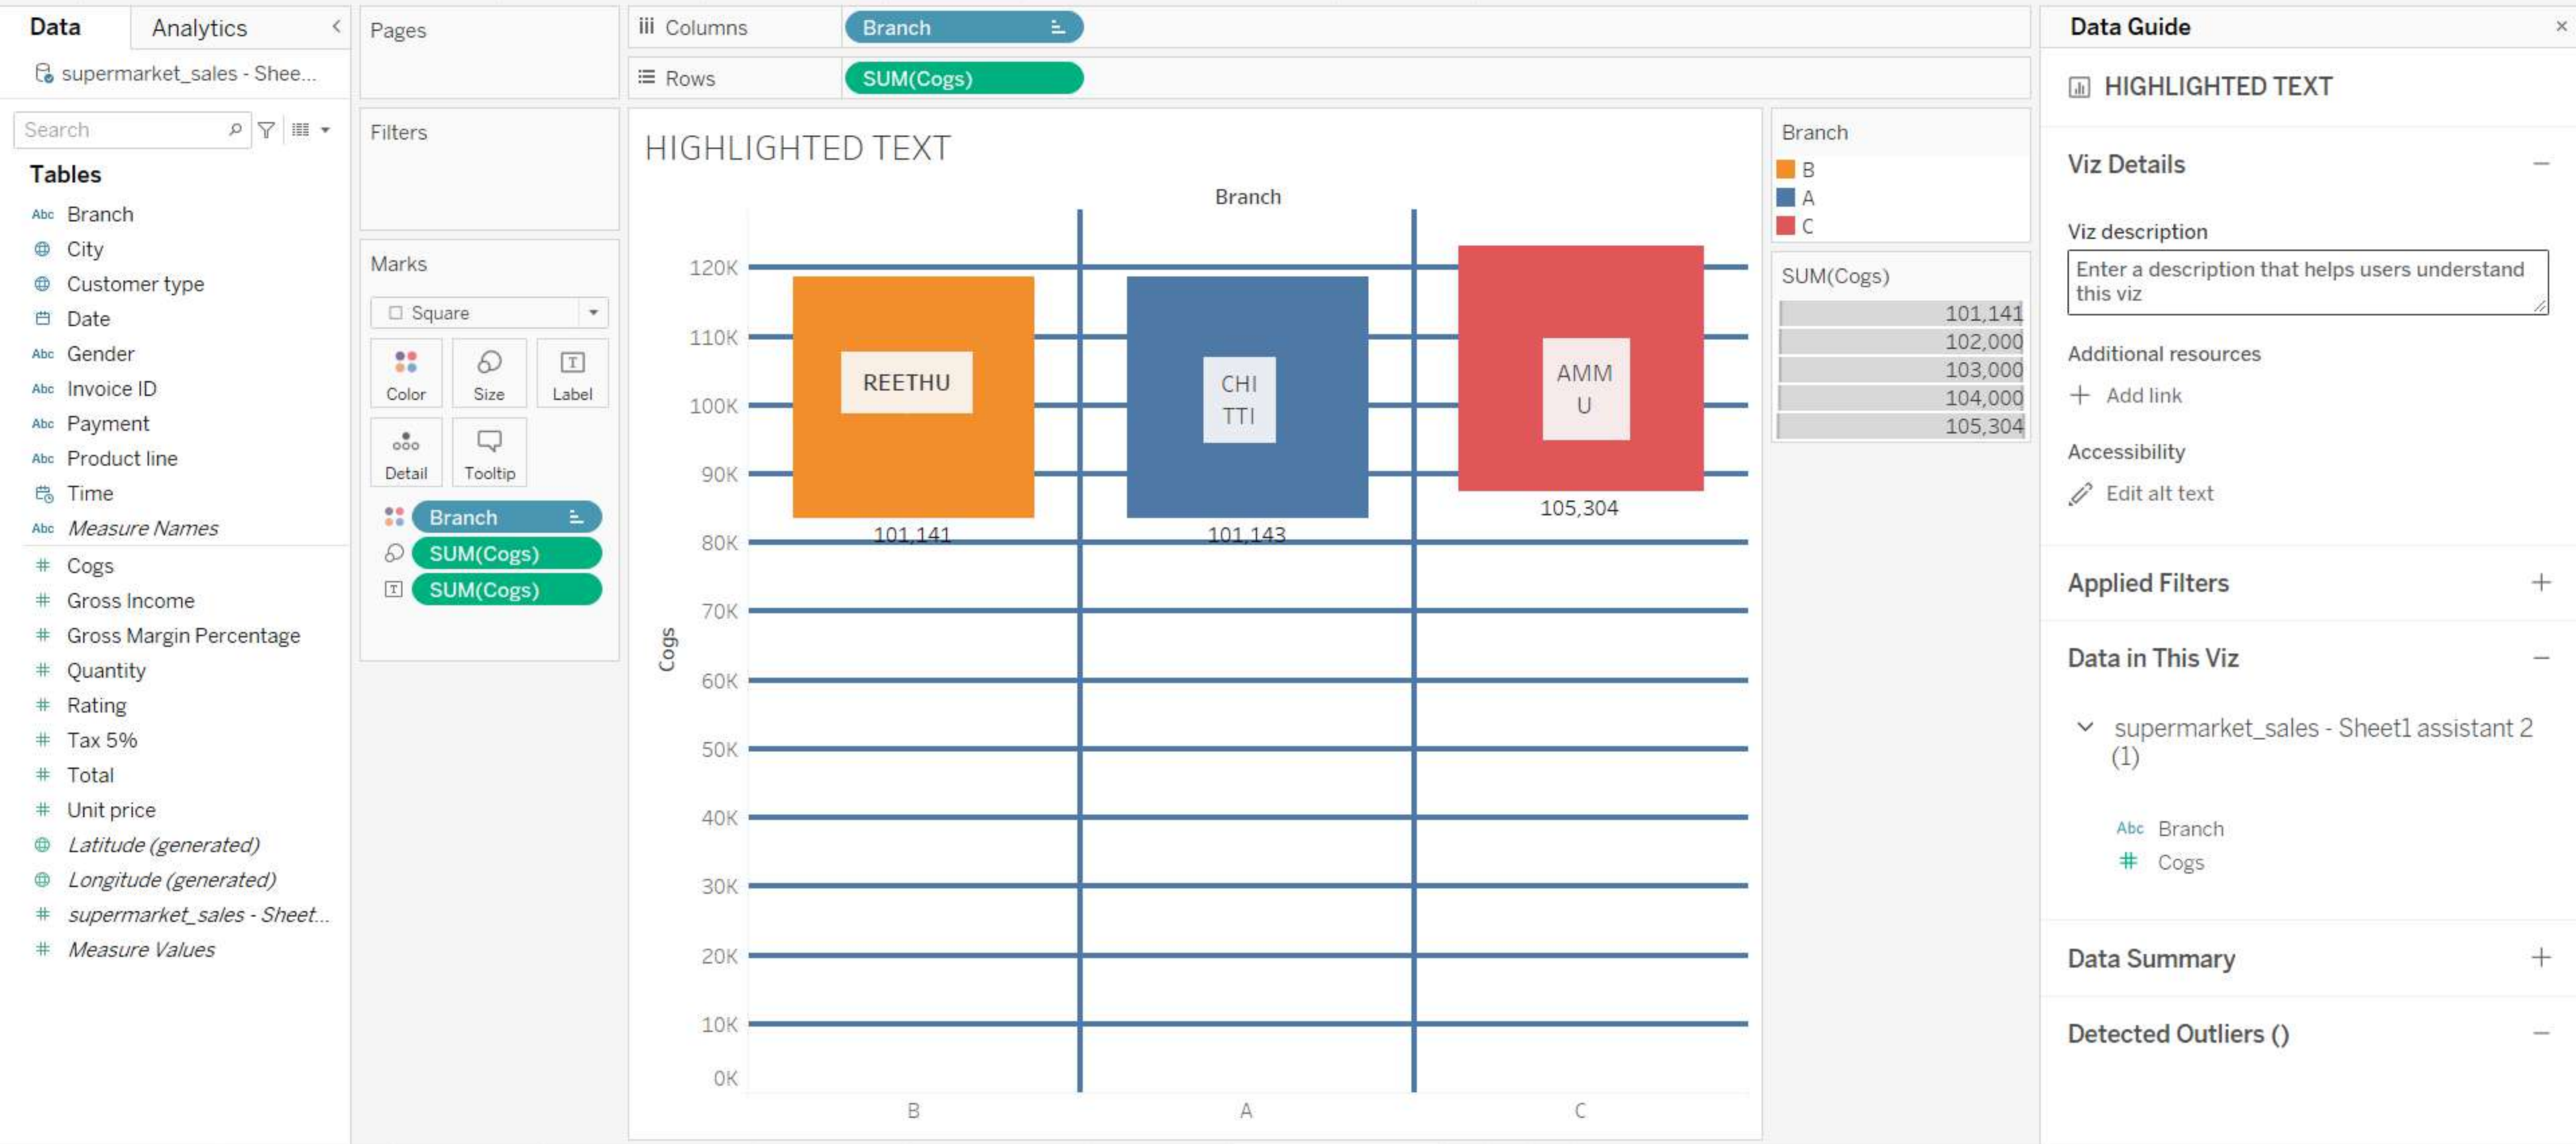 Data
Analytics
supermarket_sales - Shee...
Search
Tables
Abc Branch
City
Customer type
Date
Abc Gender
Abc Invoice ID
Abc Payment
Abc Product line
Time
Abc Measure Names
# Cogs
# Gross Income
# Gross Margin Percentage
# Quantity
# Rating
# Tax 5%
# Total
# Unit price
Latitude (generated)
Longitude (generated)
# supermarket_sales - Sheet...
# Measure Values
Pages
Filters
Marks
Square
Color
Size
Label
Detail
Tooltip
Branch
SUM(Cogs)
SUM(Cogs)
Columns
Branch
Rows
SUM(Cogs)
HIGHLIGHTED TEXT
Branch
Cogs
120K
110K
100K
90K
80K
70K
60K
50K
40K
30K
20K
10K
0K
REETHU
101,141
CHI
TTI
101,143
AMM
U
105,304
B
A
C
Branch
B
A
C
SUM(Cogs)
101,141
102,000
103,000
104,000
105,304
Data Guide
HIGHLIGHTED TEXT
Viz Details
Viz description
Enter a description that helps users understand
this viz
Additional resources
Add link
Accessibility
Edit alt text
Applied Filters
Data in This Viz
supermarket_sales - Sheet1 assistant 2
(1)
Abc Branch
# Cogs
Data Summary
Detected Outliers ()